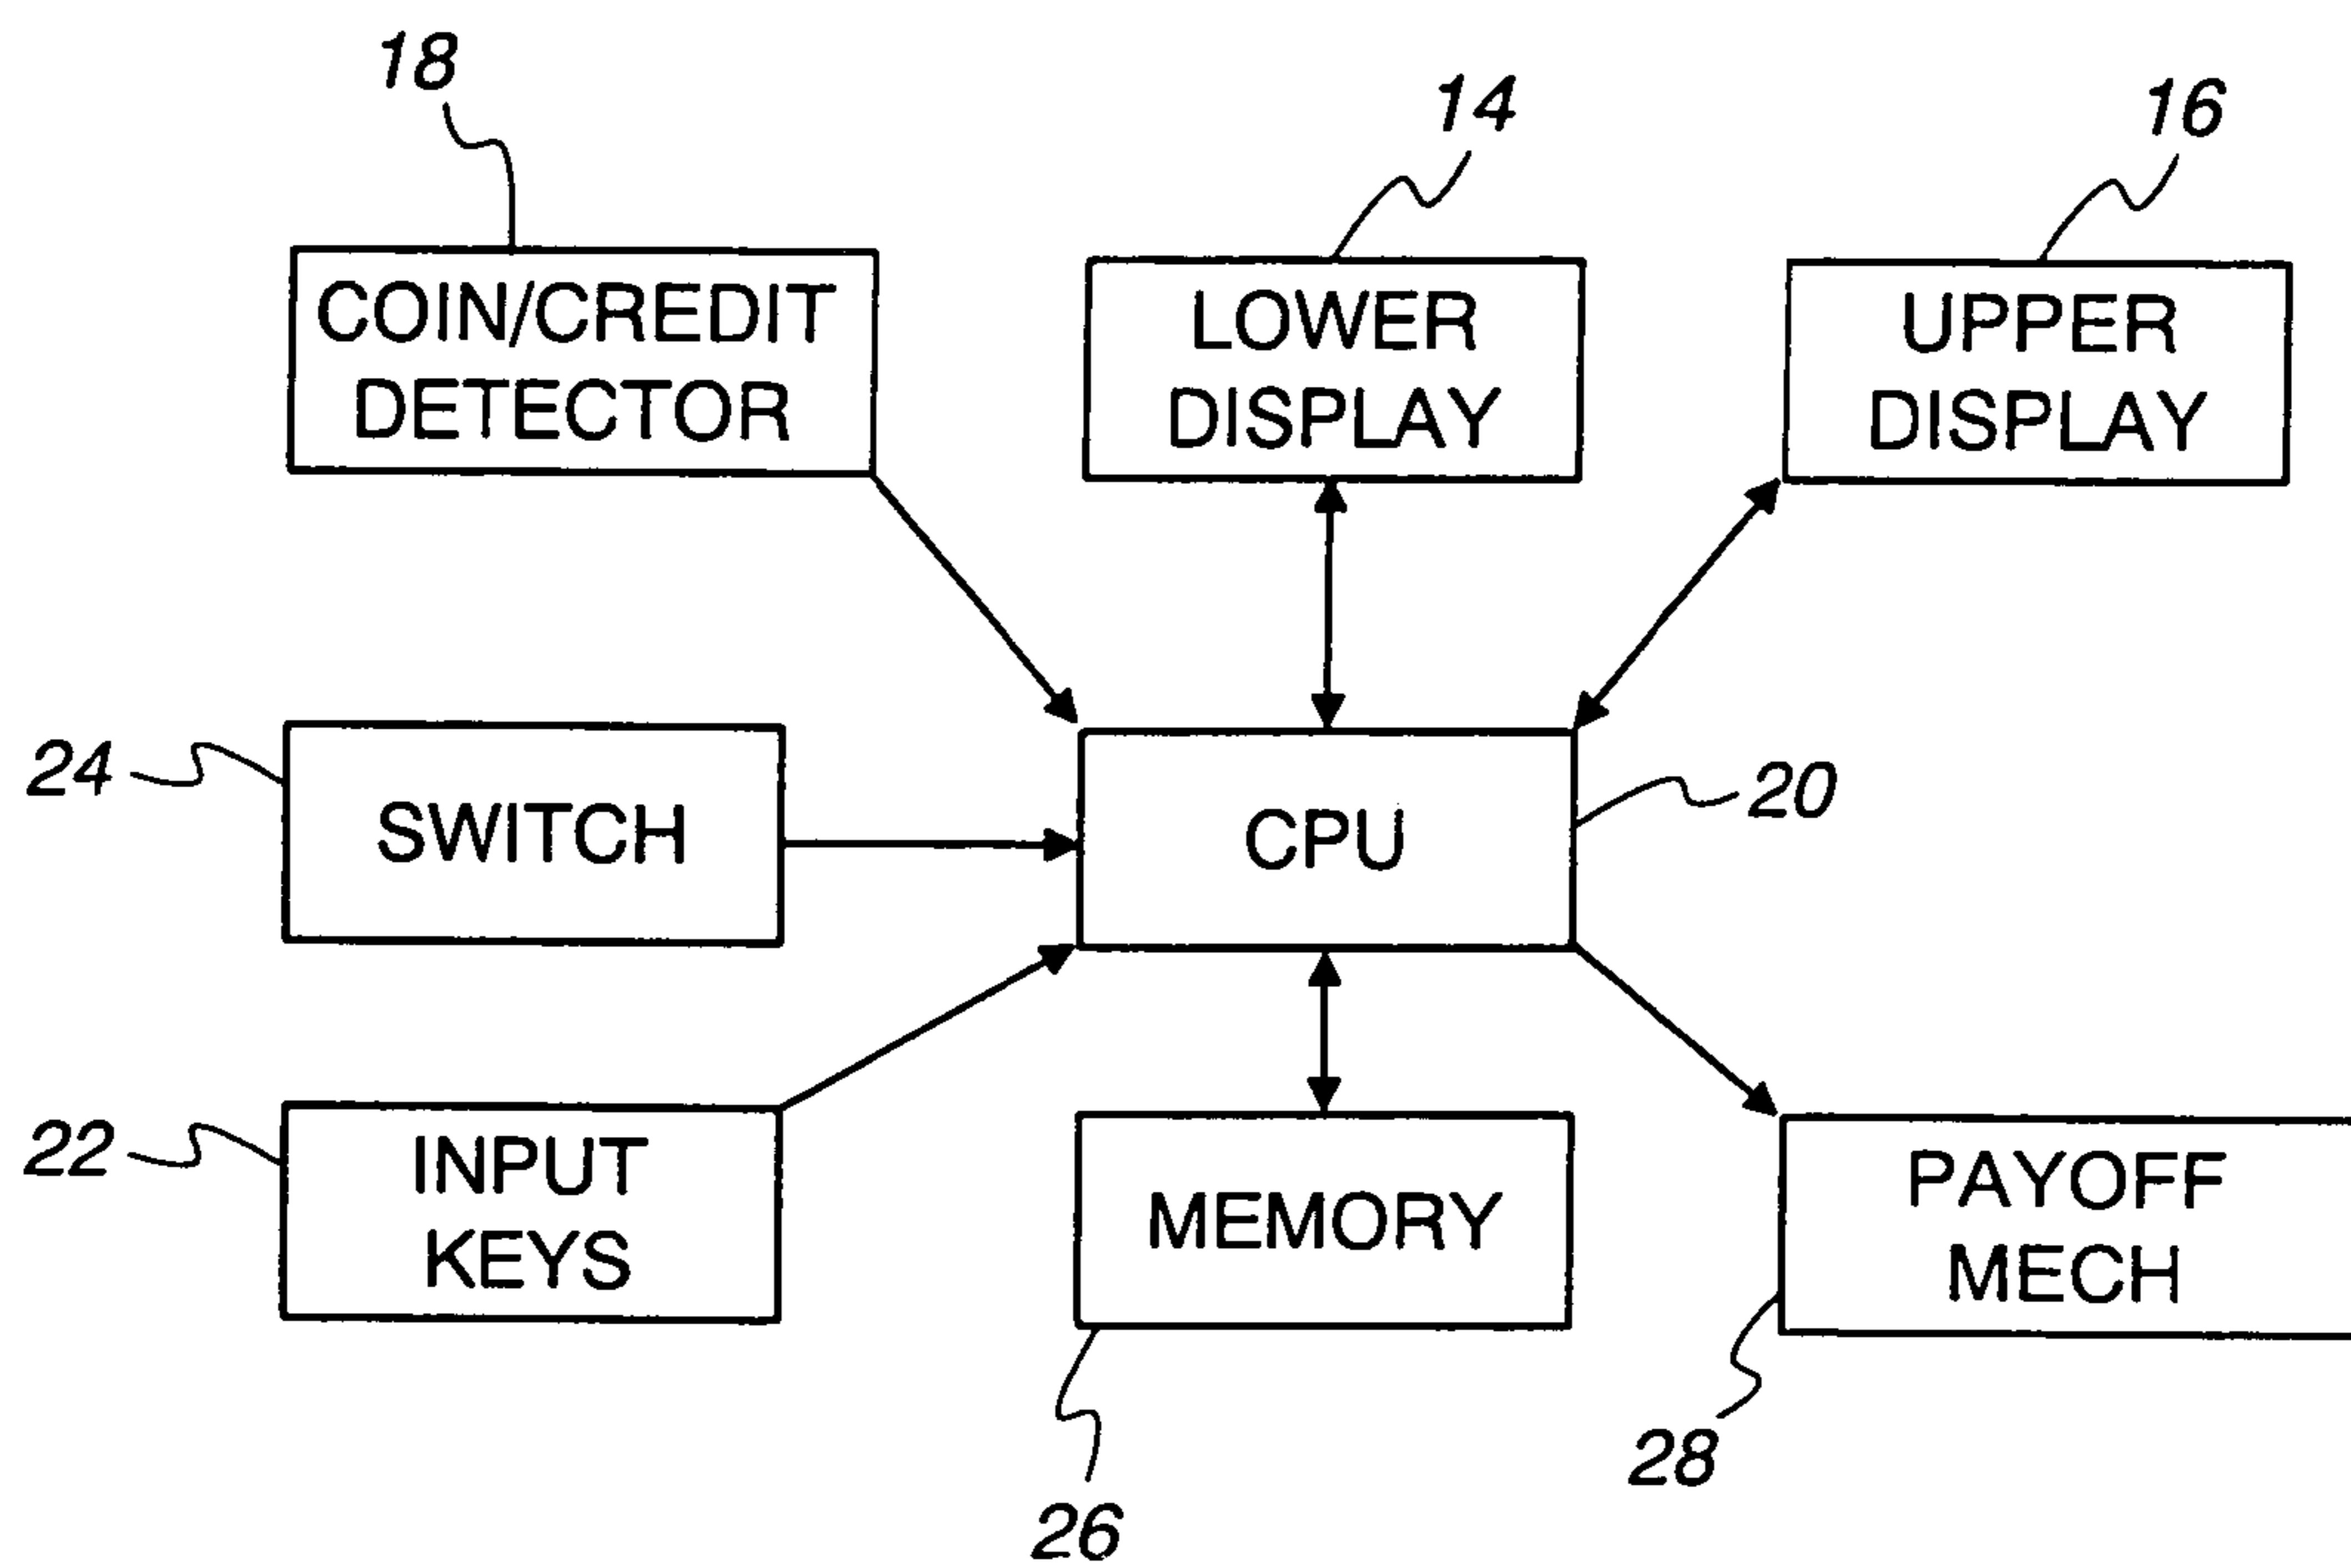 18
14
16
COIN/CREDIT
DETECTOR
LOWER
DISPLAY
UPPER
DISPLAY
24
SWITCH
CPU
20
22
INPUT
KEYS
MEMORY
PAYOFF
MECH
26
28